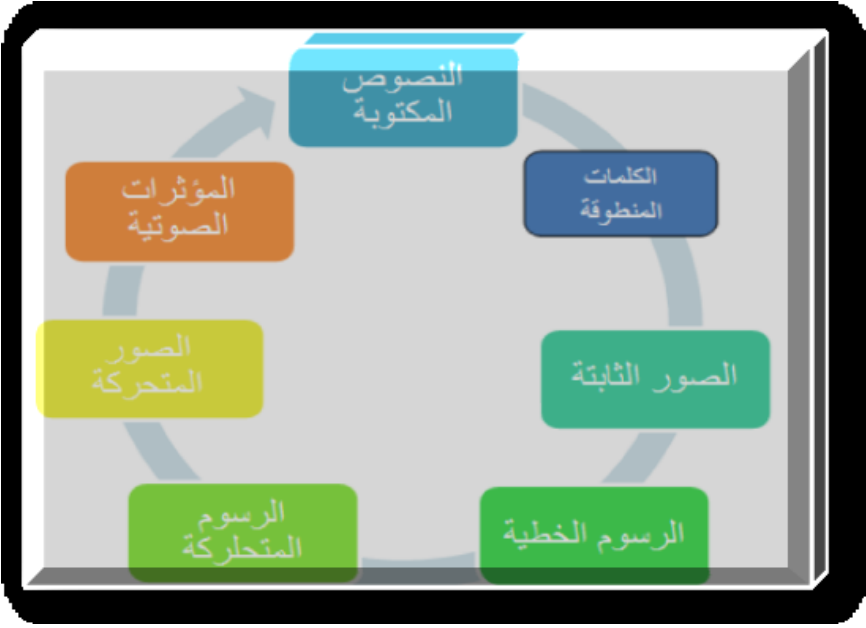 النصوص
المكتوبة
الكلمات
المنطوقة
الصور الثابتة
الرسوم الخطية
الرسوم
المتحلركة
الصور
المتحركة
المؤثرات
الصوتية